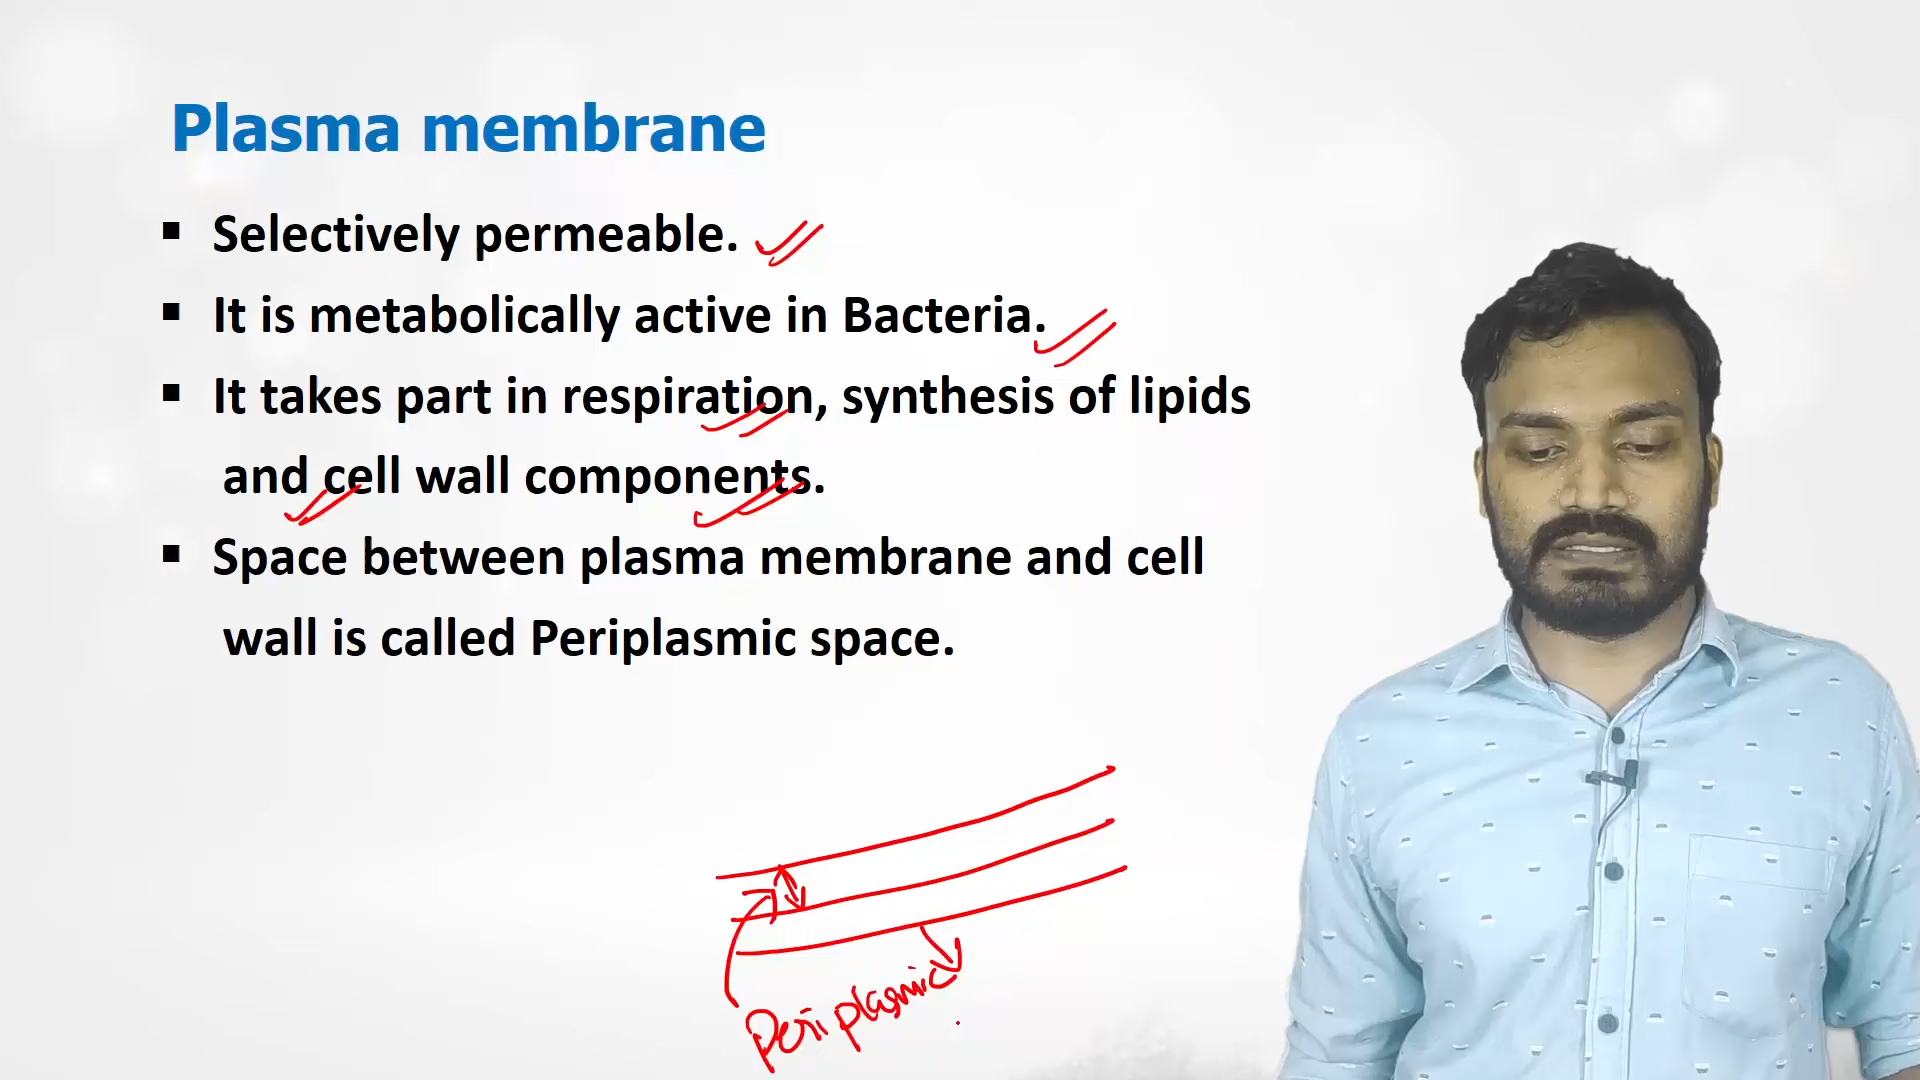 Plasma membrane
▪ Selectively permeable.
▪ It is metabolically active in Bacteria.
▪ It takes part in respiration, synthesis of lipids
and cell wall components.
▪ Space between plasma membrane and cell
wall is called Periplasmic space.
Periplasmic